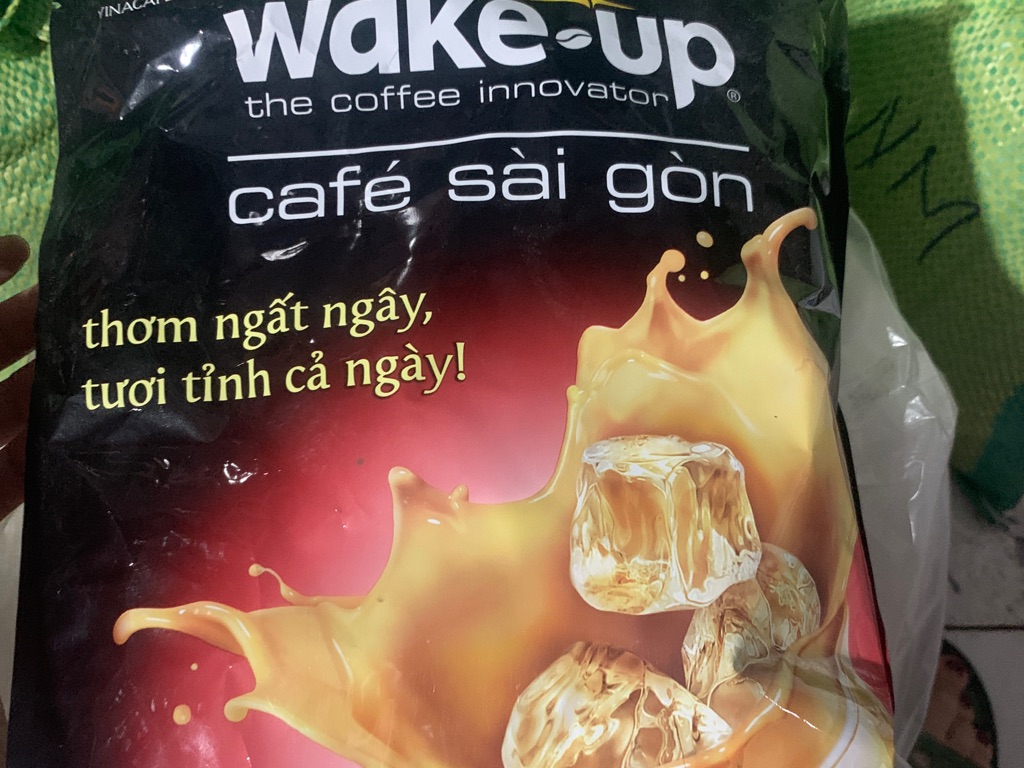 wake-up
the coffee innovator®
café sài gòn
thơm ngất ngây,
tươi tỉnh cả ngày!